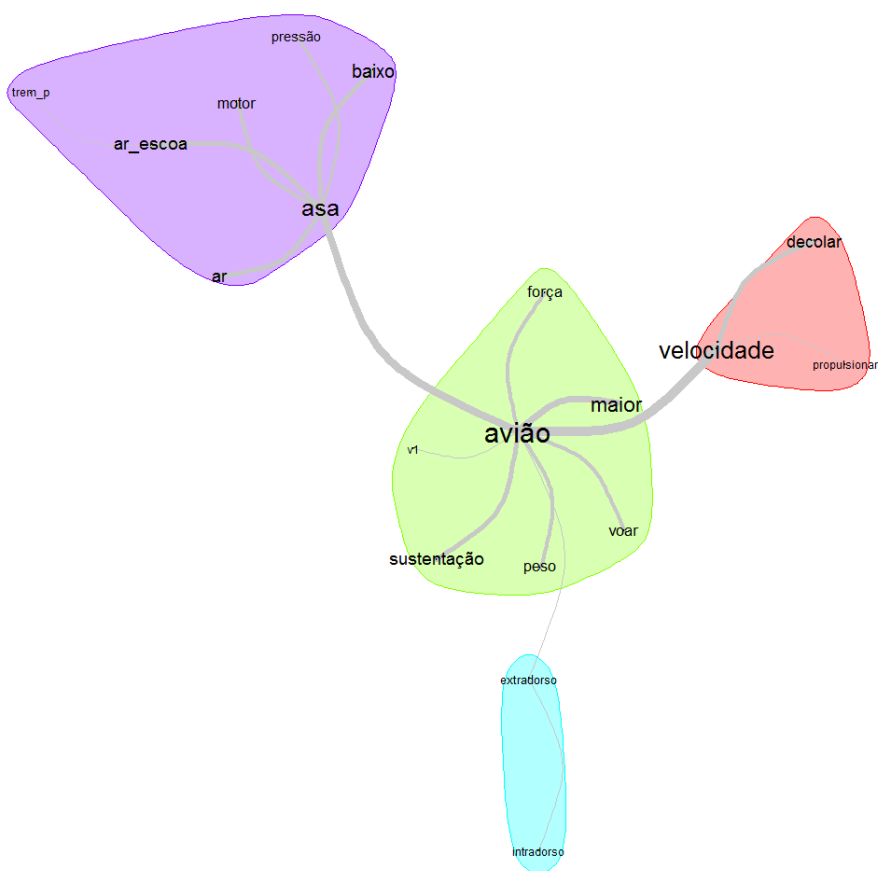 pressão
baixo
trem_p
motor
ar_escoa
asa
decolar
ar
força
velocidade
propulsionar
maior
avião
v1
voar
sustentação
peso
extradorso
intradorso